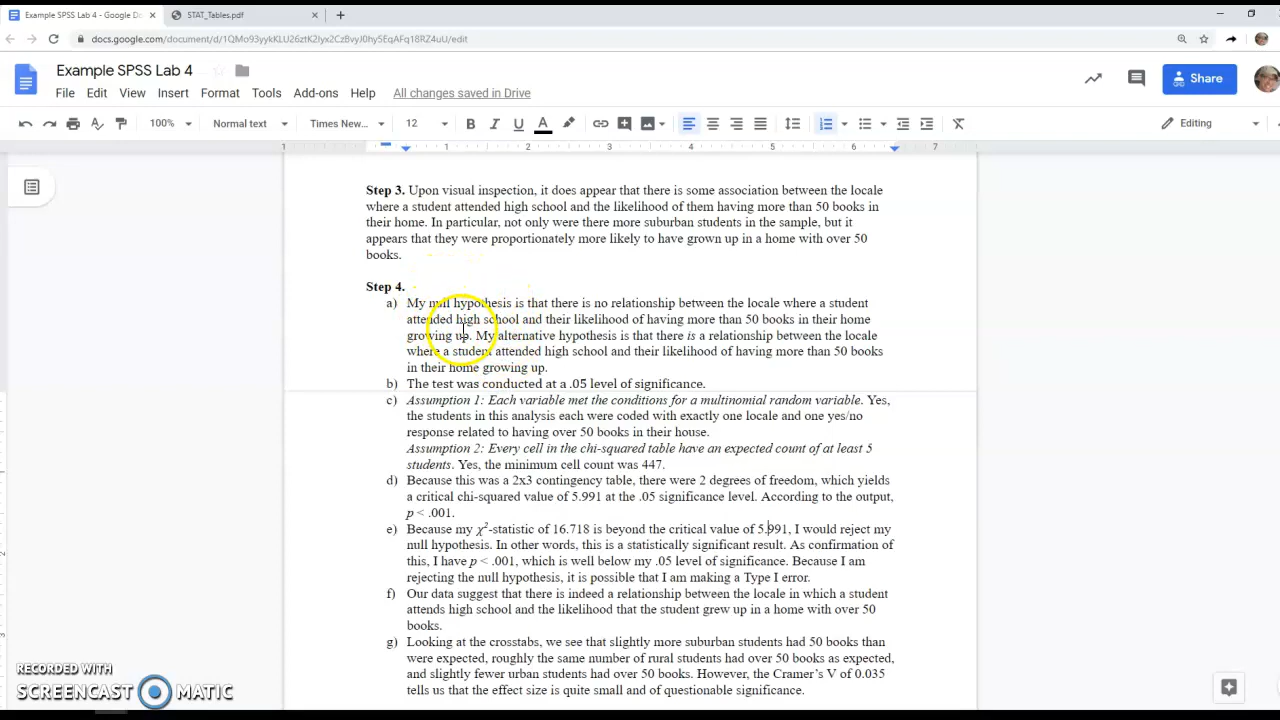 Example SPSS Lab 4 - Google Do
STAT_Tables.pdf
docs.google.com/document/d/1QMo93yykKLU26ztK2Iyx2CzBvyJ0hy5EqAFq18RZ4uU/edit
Example SPSS Lab 4
File Edit View Insert Format Tools Add-ons Help All changes saved in Drive
Share
100% Normal text Times New... 12 Editing
1 1 2 3 4 5 6 7
Step 3. Upon visual inspection, it does appear that there is some association between the locale
where a student attended high school and the likelihood of them having more than 50 books in
their home. In particular, not only were there more suburban students in the sample, but it
appears that they were proportionately more likely to have grown up in a home with over 50
books.
Step 4.
a) My null hypothesis is that there is no relationship between the locale where a student
attended high school and their likelihood of having more than 50 books in their home
growing up. My alternative hypothesis is that there is a relationship between the locale
where a student attended high school and their likelihood of having more than 50 books
in their home growing up.
b) The test was conducted at a .05 level of significance.
c) Assumption 1: Each variable met the conditions for a multinomial random variable. Yes,
the students in this analysis each were coded with exactly one locale and one yes/no
response related to having over 50 books in their house.
Assumption 2: Every cell in the chi-squared table have an expected count of at least 5
students. Yes, the minimum cell count was 447.
d) Because this was a 2x3 contingency table, there were 2 degrees of freedom, which yields
a critical chi-squared value of 5.991 at the .05 significance level. According to the output,
p < .001.
e) Because my χ²-statistic of 16.718 is beyond the critical value of 5.991, I would reject my
null hypothesis. In other words, this is a statistically significant result. As confirmation of
this, I have p < .001, which is well below my .05 level of significance. Because I am
rejecting the null hypothesis, it is possible that I am making a Type I error.
f) Our data suggest that there is indeed a relationship between the locale in which a student
attends high school and the likelihood that the student grew up in a home with over 50
books.
g) Looking at the crosstabs, we see that slightly more suburban students had 50 books than
were expected, roughly the same number of rural students had over 50 books as expected,
and slightly fewer urban students had over 50 books. However, the Cramer's V of 0.035
tells us that the effect size is quite small and of questionable significance.
RECORDED WITH
SCREENCAST MATIC